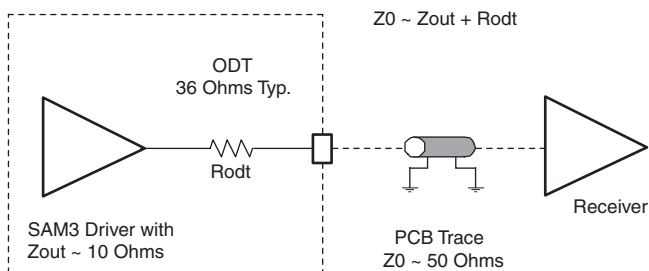 Z0 ~ Zout + Rodt
ODT
36 Ohms Typ.
Rodt
Receiver
SAM3 Driver with
Zout ~ 10 Ohms
PCB Trace
Z0 ~ 50 Ohms